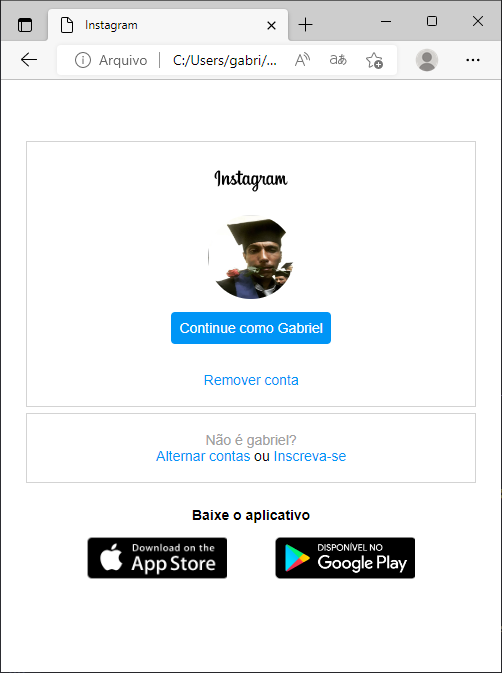 Instagram
Arquivo C:/Users/gabri/...
Instagram
Continue como Gabriel
Remover conta
Não é gabriel?
Alternar contas ou Inscreva-se
Baixe o aplicativo
Download on the
App Store
DISPONÍVEL NO
Google Play